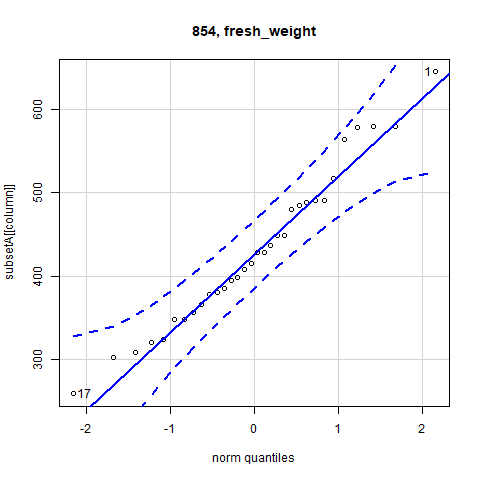 854, fresh_weight
subsetA[[column]]
600
500
400
300
1
17
-2 -1 0 1 2
norm quantiles